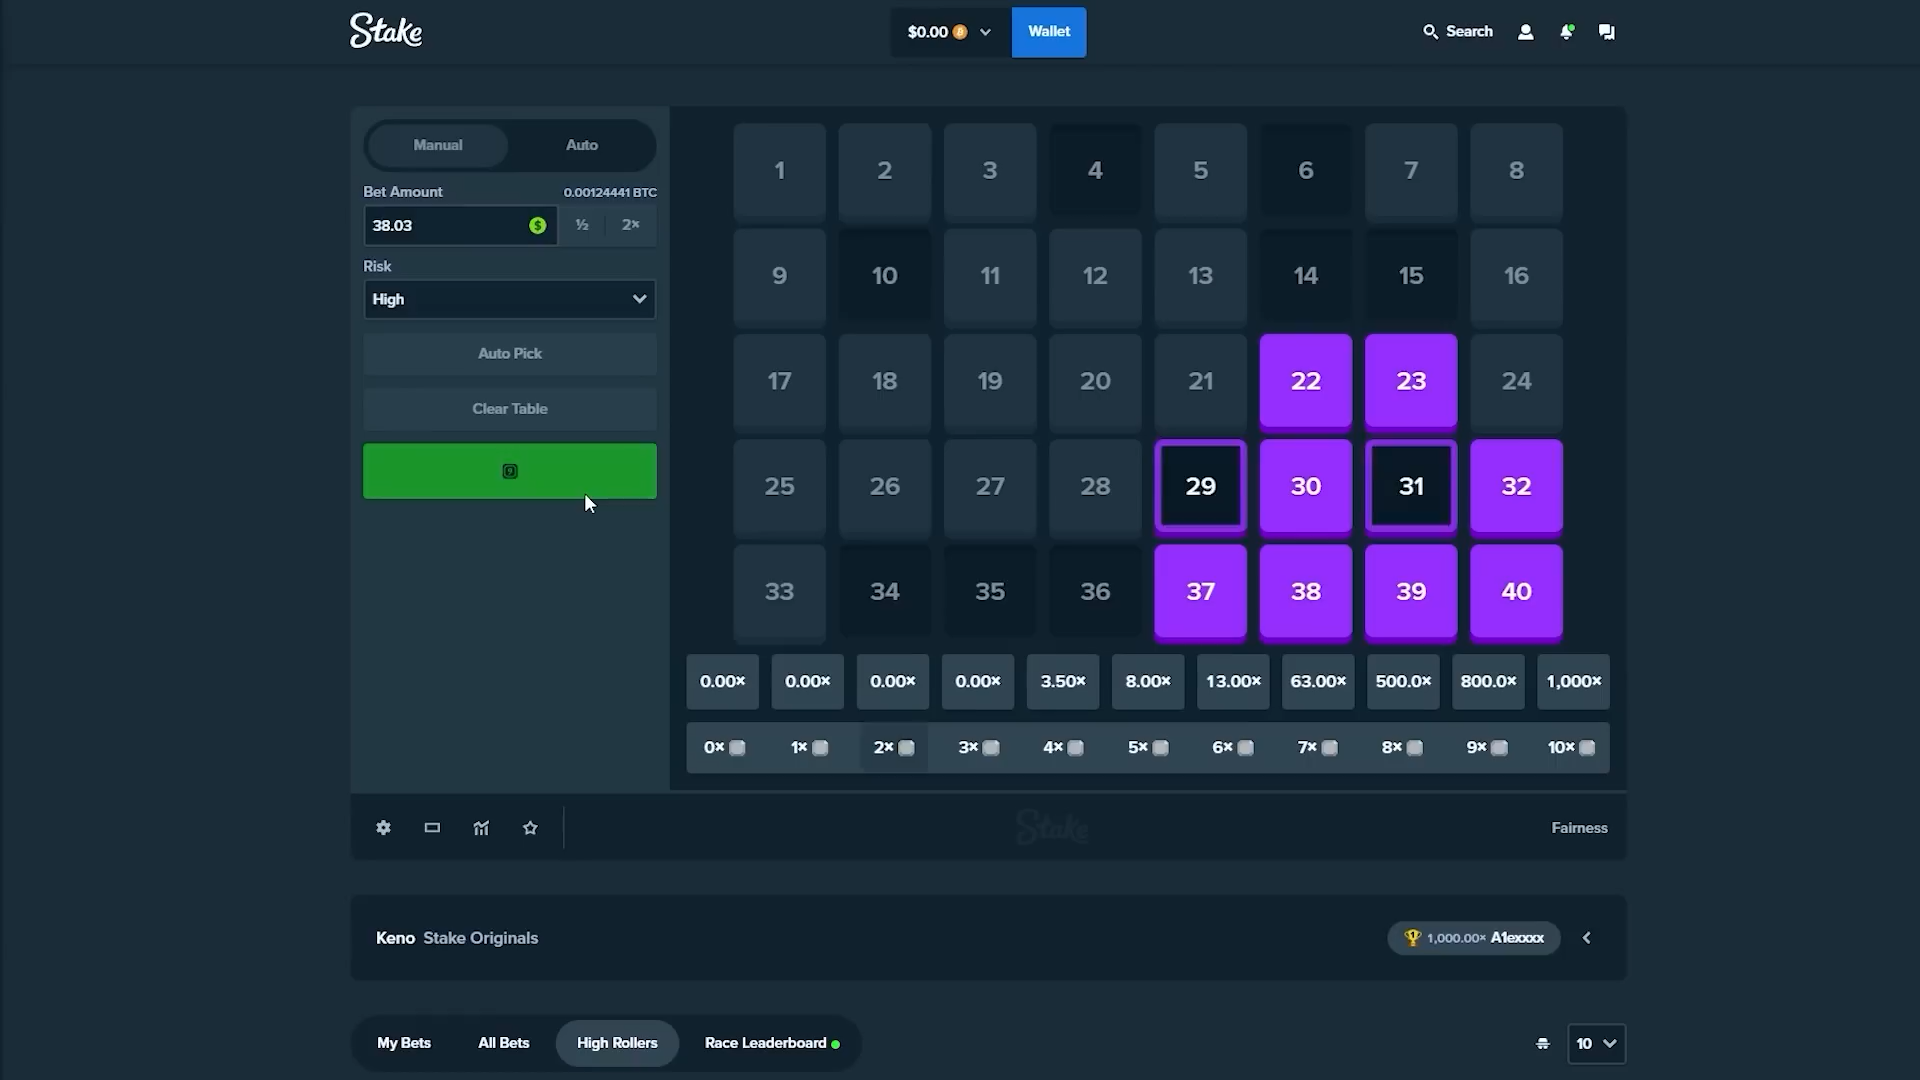 Stake
$0.00
Wallet
Search
Manual
Auto
Bet Amount
0.00124441 BTC
38.03
$
½
2×
Risk
High
Auto Pick
Clear Table
1 2 3 4 5 6 7 8
9 10 11 12 13 14 15 16
17 18 19 20 21 22 23 24
25 26 27 28 29 30 31 32
33 34 35 36 37 38 39 40
0.00× 0.00× 0.00× 0.00× 3.50× 8.00× 13.00× 63.00× 500.0× 800.0× 1,000×
0× 1× 2× 3× 4× 5× 6× 7× 8× 9× 10×
Stake
Fairness
Keno Stake Originals
1,000.00× A1exxxx
My Bets
All Bets
High Rollers
Race Leaderboard
10